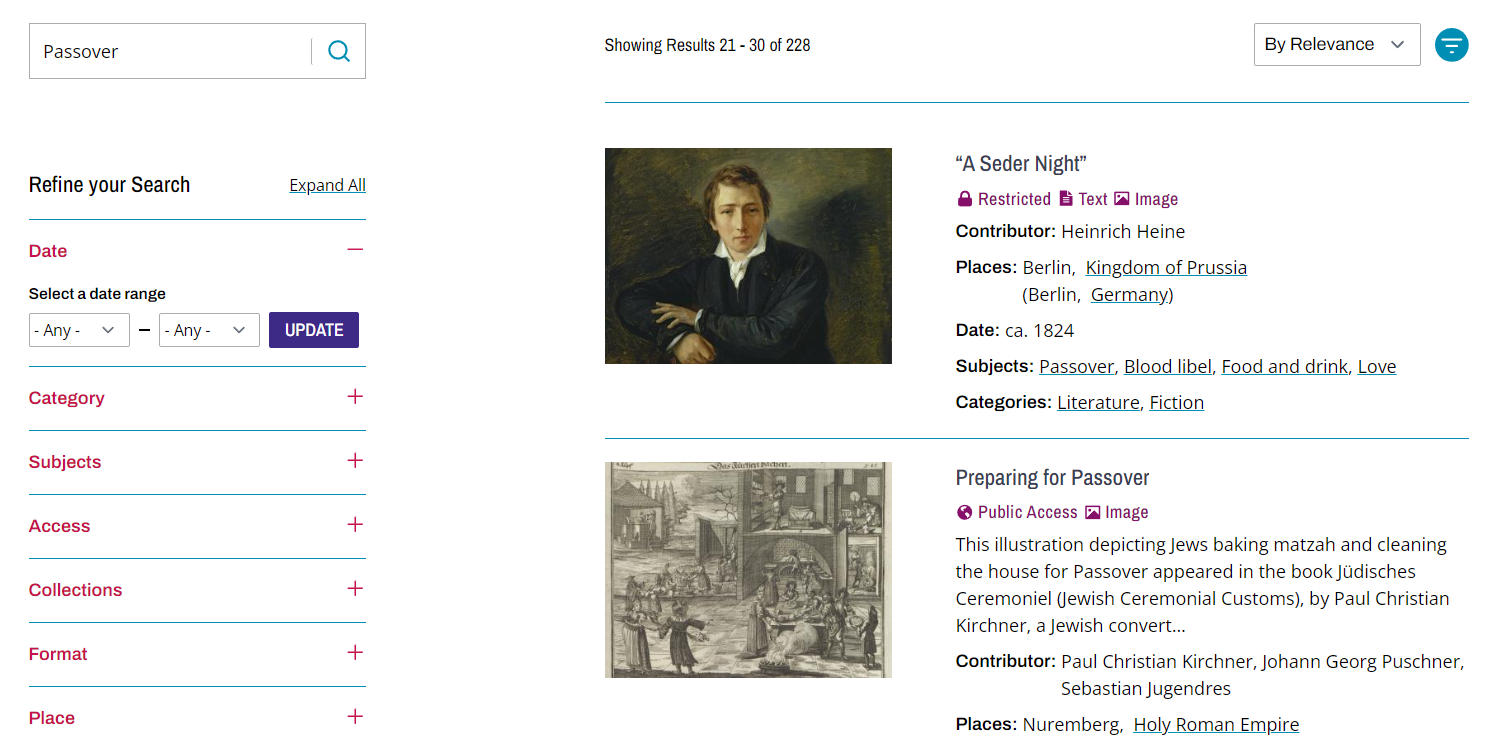 Passover
Showing Results 21 - 30 of 228
By Relevance
Refine your Search
Expand All
Date
Select a date range
- Any -
- Any -
UPDATE
Category
Subjects
Access
Collections
Format
Place
“A Seder Night”
Restricted Text Image
Contributor: Heinrich Heine
Places: Berlin, Kingdom of Prussia
(Berlin, Germany)
Date: ca. 1824
Subjects: Passover, Blood libel, Food and drink, Love
Categories: Literature, Fiction
Preparing for Passover
Public Access Image
This illustration depicting Jews baking matzah and cleaning
the house for Passover appeared in the book Jüdisches
Ceremoniel (Jewish Ceremonial Customs), by Paul Christian
Kirchner, a Jewish convert...
Contributor: Paul Christian Kirchner, Johann Georg Puschner,
Sebastian Jugendres
Places: Nuremberg, Holy Roman Empire